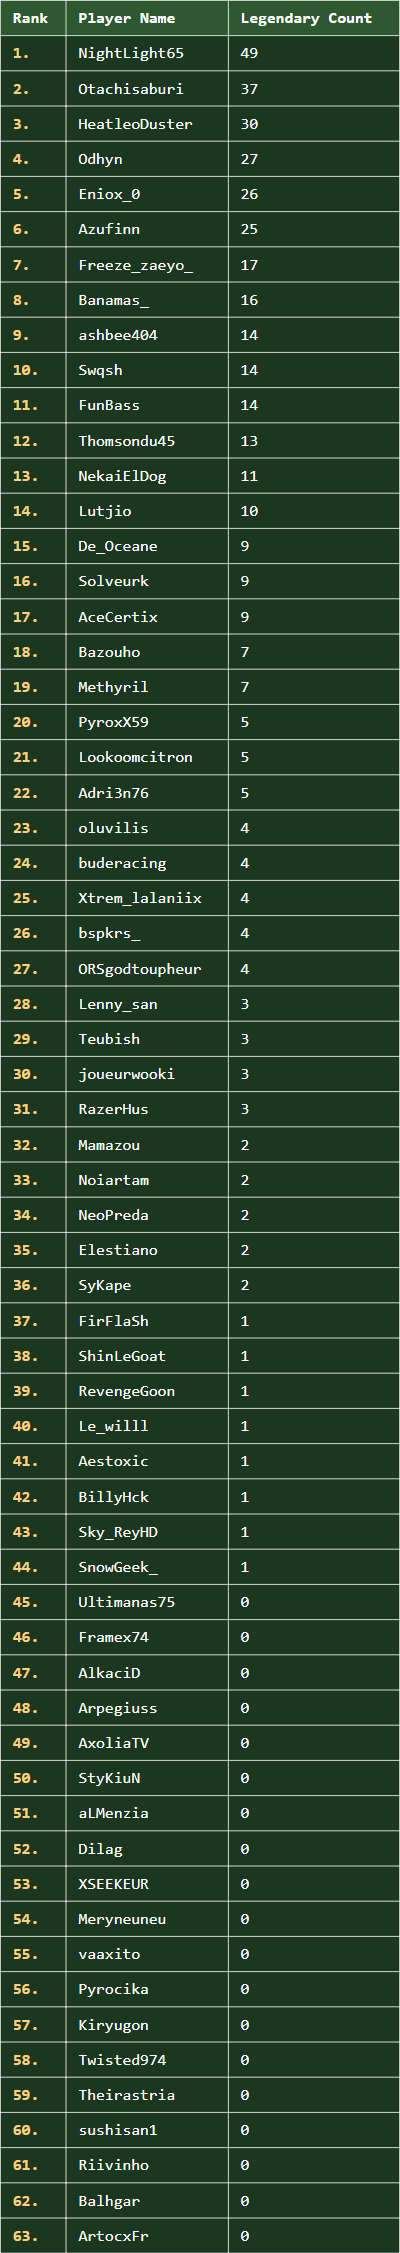 Rank Player Name Legendary Count
1. NightLight65 49
2. Otachisaburi 37
3. HeatleoDuster 30
4. Odhyn 27
5. Eniox_0 26
6. Azufinn 25
7. Freeze_zaeyo_ 17
8. Banamas_ 16
9. ashbee404 14
10. Swqsh 14
11. FunBass 14
12. Thomsondu45 13
13. NekaiElDog 11
14. Lutjio 10
15. De_Oceane 9
16. Solveurk 9
17. AceCertix 9
18. Bazouho 7
19. Methyril 7
20. PyroxX59 5
21. Lookoomcitron 5
22. Adri3n76 5
23. oluvilis 4
24. buderacing 4
25. Xtrem_lalaniix 4
26. bspkrs_ 4
27. ORSgodtoupheur 4
28. Lenny_san 3
29. Teubish 3
30. joueurwooki 3
31. RazerHus 3
32. Mamazou 2
33. Noiartam 2
34. NeoPreda 2
35. Elestiano 2
36. SyKape 2
37. FirFlaSh 1
38. ShinLeGoat 1
39. RevengeGoon 1
40. Le_willl 1
41. Aestoxic 1
42. BillyHck 1
43. Sky_ReyHD 1
44. SnowGeek_ 1
45. Ultimanas75 0
46. Framex74 0
47. AlkaciD 0
48. Arpegiuss 0
49. AxoliaTV 0
50. StyKiuN 0
51. aLMenzia 0
52. Dilag 0
53. XSEEKEUR 0
54. Meryneuneu 0
55. vaaxito 0
56. Pyrocika 0
57. Kiryugon 0
58. Twisted974 0
59. Theirastria 0
60. sushisan1 0
61. Riivinho 0
62. Balhgar 0
63. ArtocxFr 0